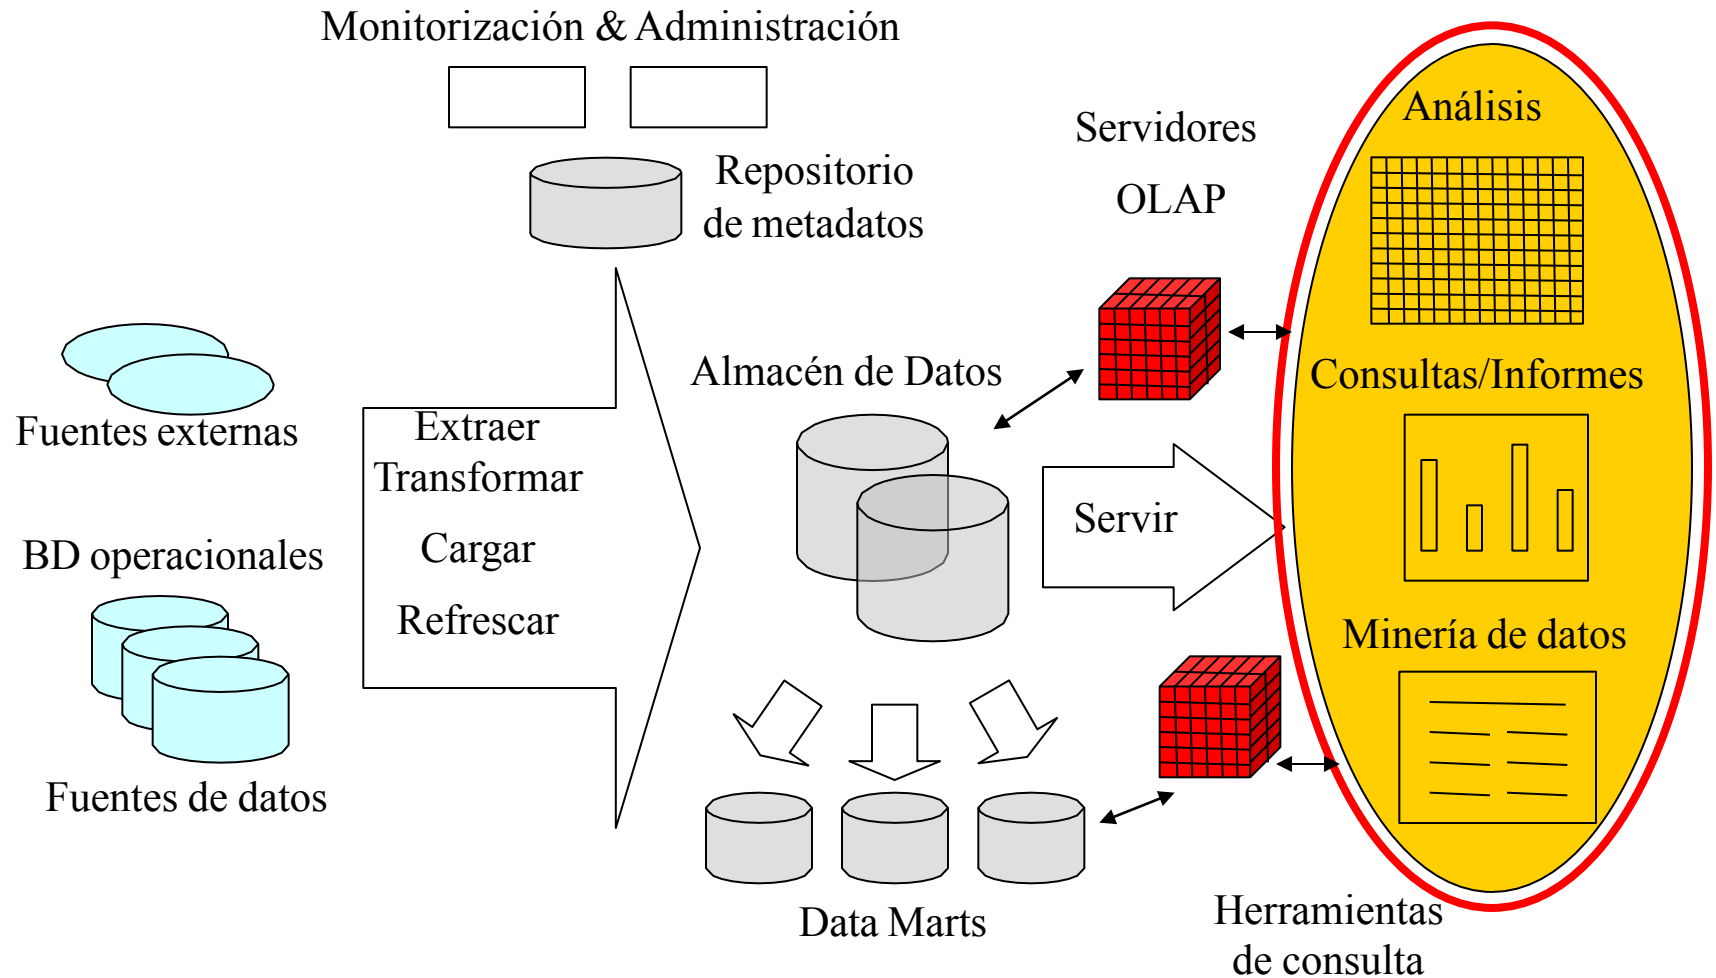 Monitorización & Administración
Repositorio
de metadatos
Servidores
OLAP
Análisis
Fuentes externas
Extraer
Transformar
Cargar
Refrescar
Almacén de Datos
Servir
Consultas/Informes
BD operacionales
Fuentes de datos
Minería de datos
Data Marts
Herramientas
de consulta